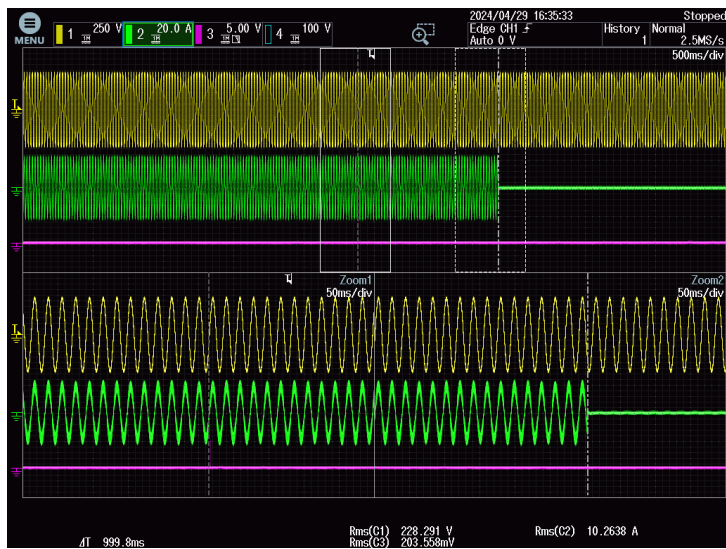 2024/04/29 16:35:33 Stopped
MENU 1 250 V 2 20.0 A 3 5.00 V 4 100 V Edge CH1 History Normal
Auto 0 V 1 2.5MS/s
500ms/div
Zoom1 Zoom2
50ms/div 50ms/div
Rms(C1) 228.291 V Rms(C2) 10.2638 A
ΔT 999.8ms Rms(C3) 203.558mV